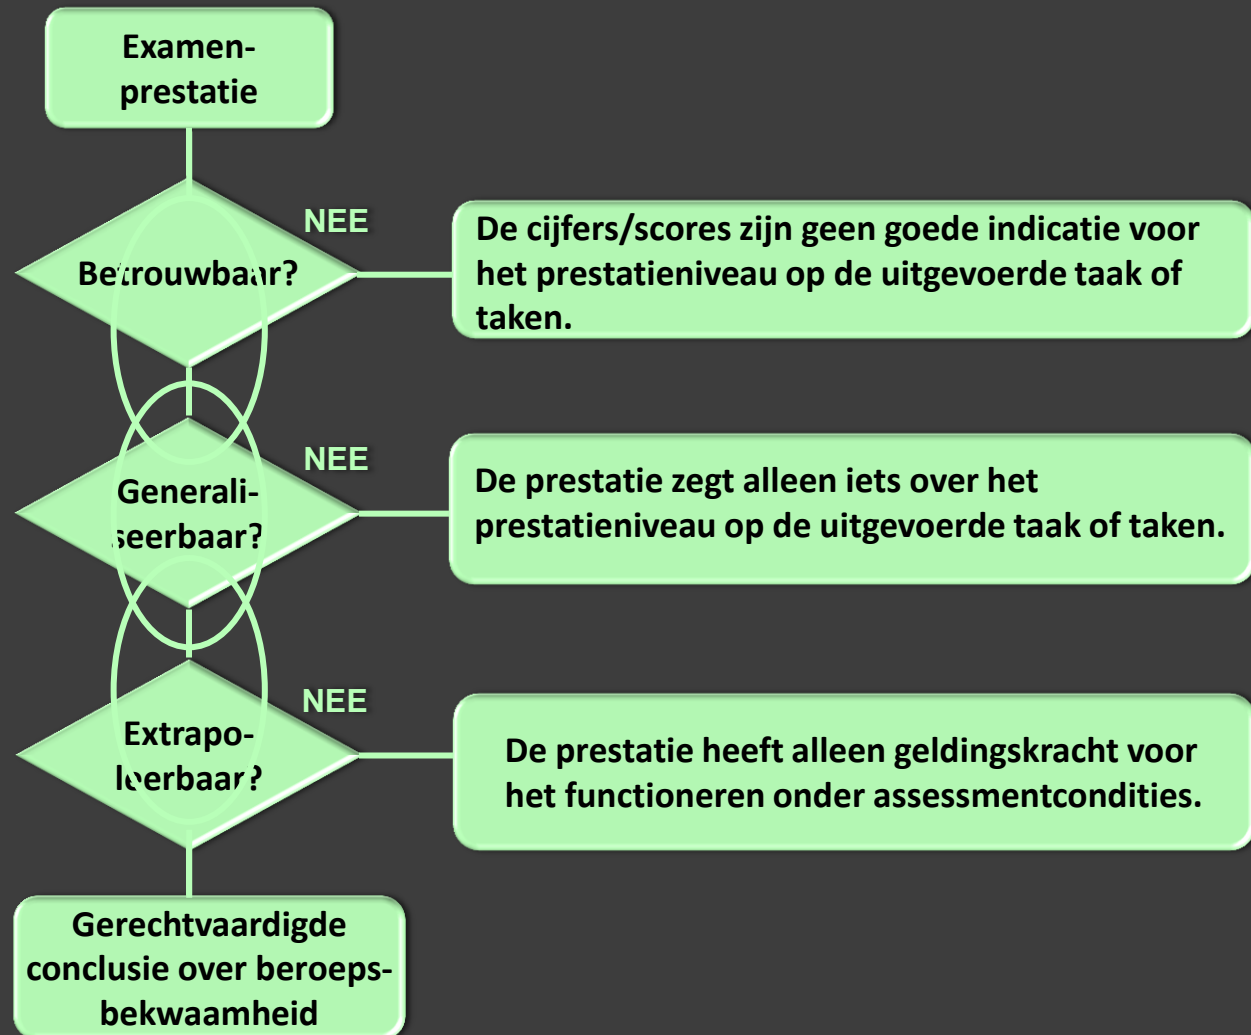 Examen-
prestatie
NEE
Betrouwbaar?
De cijfers/scores zijn geen goede indicatie voor
het prestatieniveau op de uitgevoerde taak of
taken.
NEE
Generali-
seerbaar?
De prestatie zegt alleen iets over het
prestatieniveau op de uitgevoerde taak of taken.
NEE
Extrapo-
leerbaar?
De prestatie heeft alleen geldingskracht voor
het functioneren onder assessmentcondities.
Gerechtvaardigde
conclusie over beroeps-
bekwaamheid